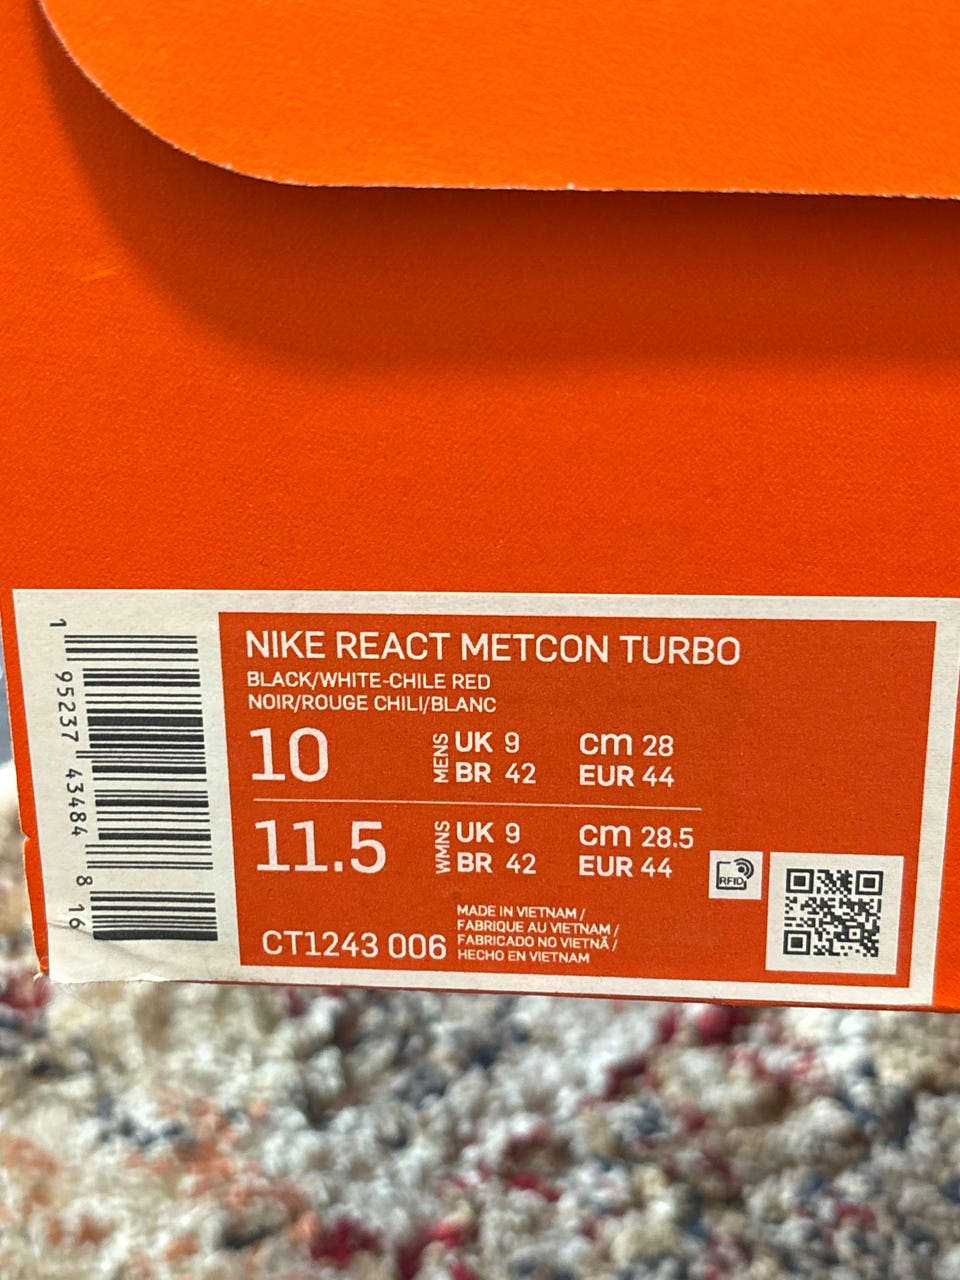 NIKE REACT METCON TURBO
BLACK/WHITE-CHILE RED
NOIR/ROUGE CHILI/BLANC
10 MENS UK 9 cm 28
BR 42 EUR 44
11.5 WMNS UK 9 cm 28.5
BR 42 EUR 44
CT1243 006
MADE IN VIETNAM /
FABRIQUE AU VIETNAM /
FABRICADO NO VIETNÃ /
HECHO EN VIETNAM
RFID
1 95237 43484 8 16